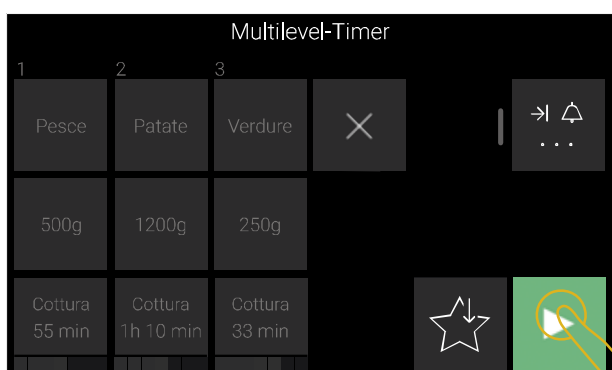 Multilevel-Timer
1 2 3
Pesce Patate Verdure
500g 1200g 250g
Cottura Cottura Cottura
55 min 1h 10 min 33 min